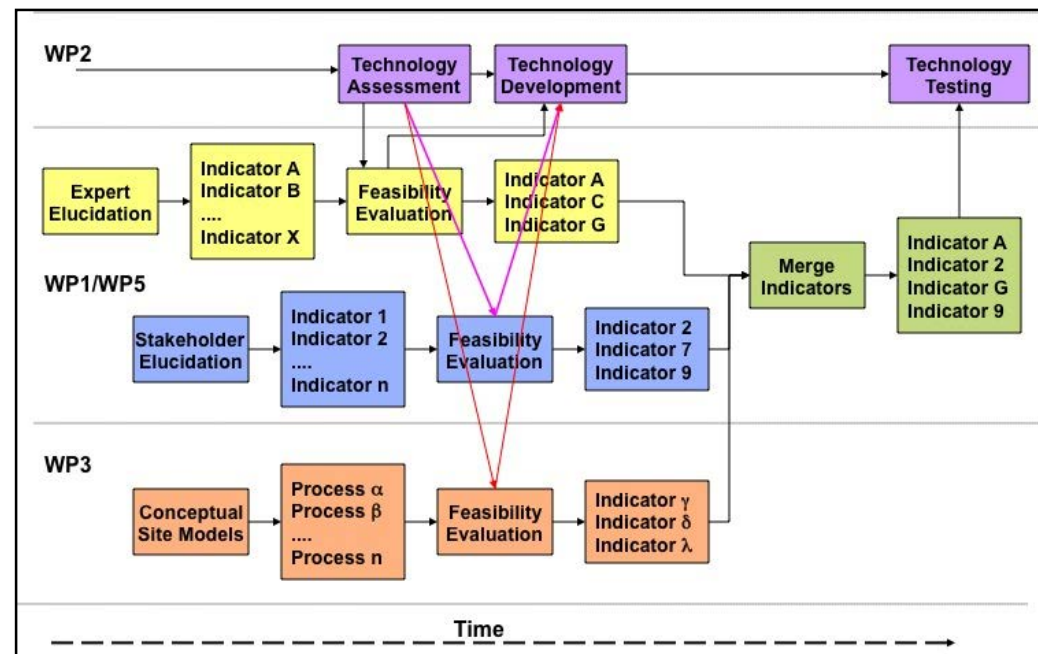 WP2
Technology
Assessment
Technology
Development
Technology
Testing
Expert
Elucidation
Indicator A
Indicator B
....
Indicator X
Feasibility
Evaluation
Indicator A
Indicator C
Indicator G
Merge
Indicators
Indicator A
Indicator 2
Indicator G
Indicator 9
WP1/WP5
Stakeholder
Elucidation
Indicator 1
Indicator 2
....
Indicator n
Feasibility
Evaluation
Indicator 2
Indicator 7
Indicator 9
WP3
Conceptual
Site Models
Process α
Process β
....
Process n
Feasibility
Evaluation
Indicator γ
Indicator δ
Indicator λ
Time